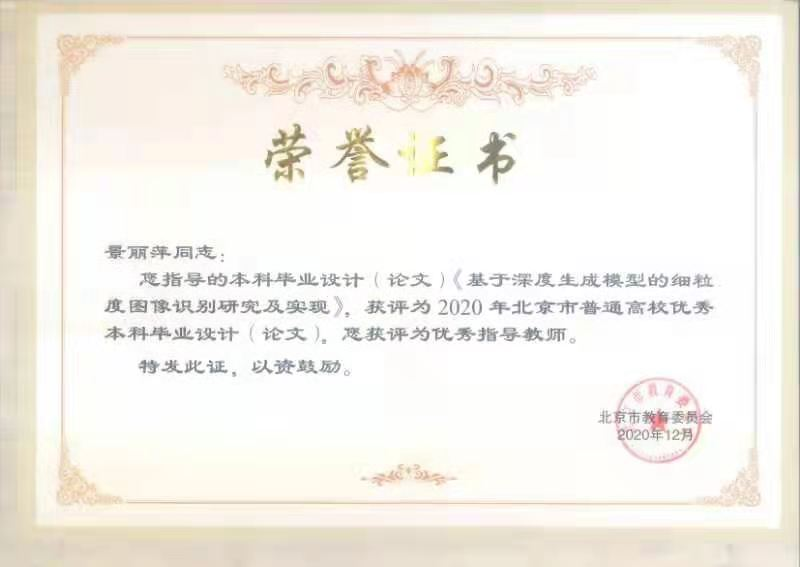 荣誉证书
景丽萍同志：
您指导的本科毕业设计（论文）《基于深度生成模型的细粒
度图像识别研究及实现》，获评为2020年北京市普通高校优秀
本科毕业设计（论文），您获评为优秀指导教师。
特发此证，以资鼓励。
北京市教育委员会
2020年12月